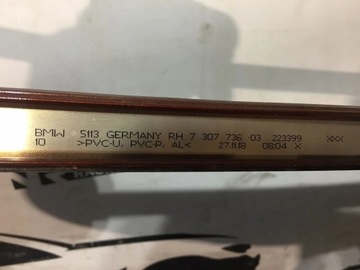 BMW 5113 GERMANY RH 7 307 736 03 223399 XXX
10 >PVC-U, PVC-P, AL< 27.11.18 08:04 X